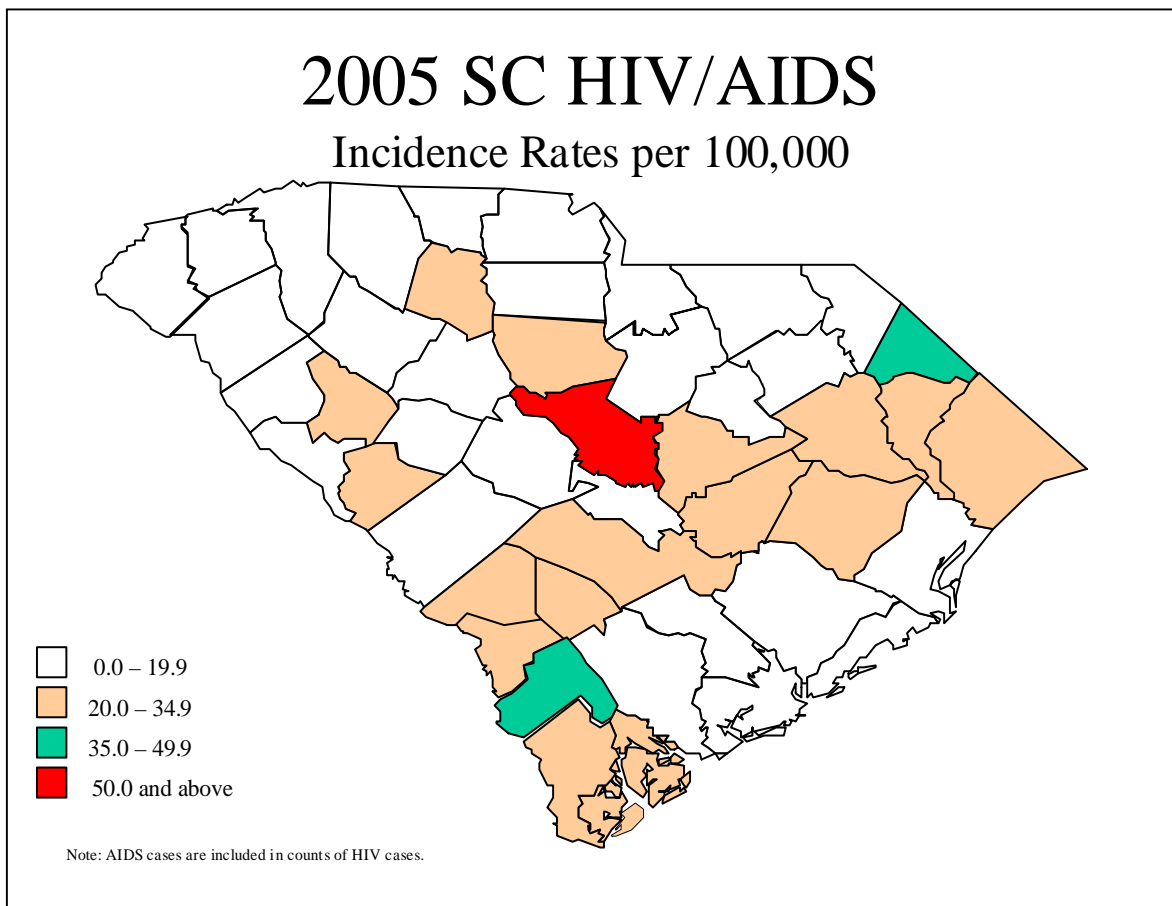 2005 SC HIV/AIDS
Incidence Rates per 100,000
0.0 – 19.9
20.0 – 34.9
35.0 – 49.9
50.0 and above
Note: AIDS cases are included in counts of HIV cases.